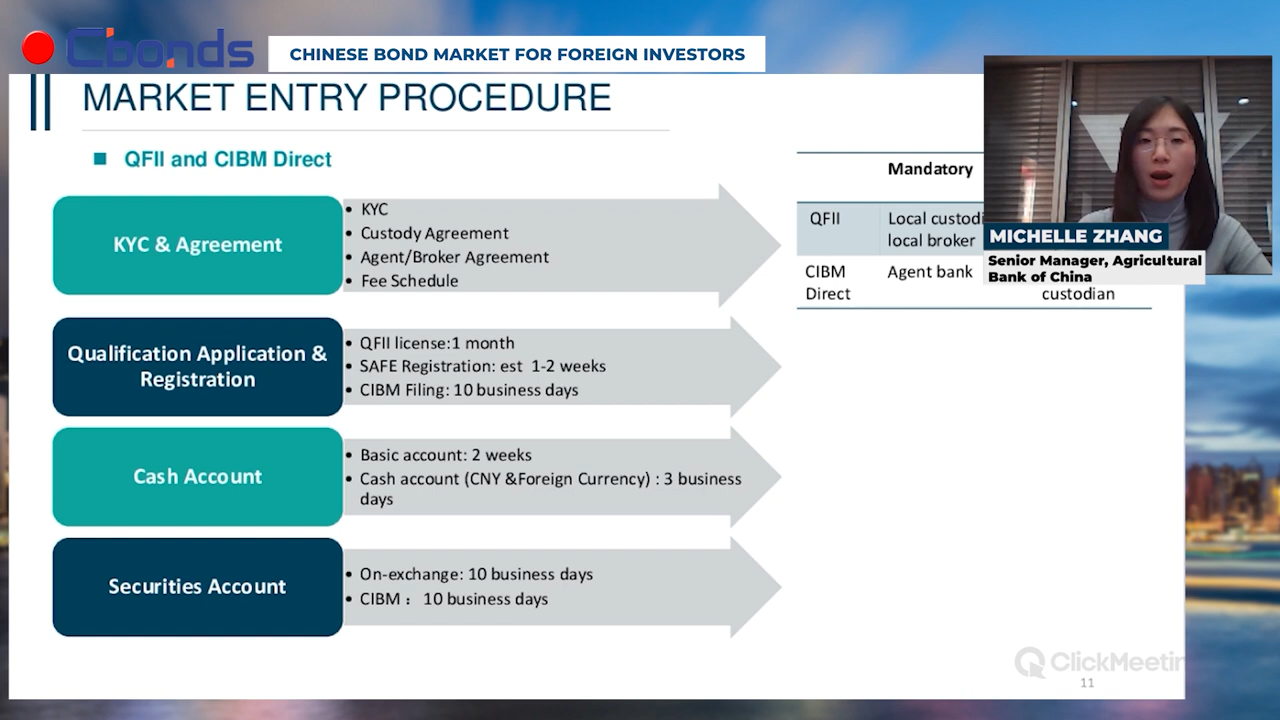 Cbonds
CHINESE BOND MARKET FOR FOREIGN INVESTORS
MARKET ENTRY PROCEDURE
QFII and CIBM Direct
KYC & Agreement
• KYC
• Custody Agreement
• Agent/Broker Agreement
• Fee Schedule
Qualification Application &
Registration
• QFII license:1 month
• SAFE Registration: est 1-2 weeks
• CIBM Filing: 10 business days
Cash Account
• Basic account: 2 weeks
• Cash account (CNY &Foreign Currency) : 3 business
days
Securities Account
• On-exchange: 10 business days
• CIBM： 10 business days
Mandatory
QFII
Local custodi
local broker
CIBM
Direct
Agent bank
custodian
MICHELLE ZHANG
Senior Manager, Agricultural
Bank of China
ClickMeetin
11